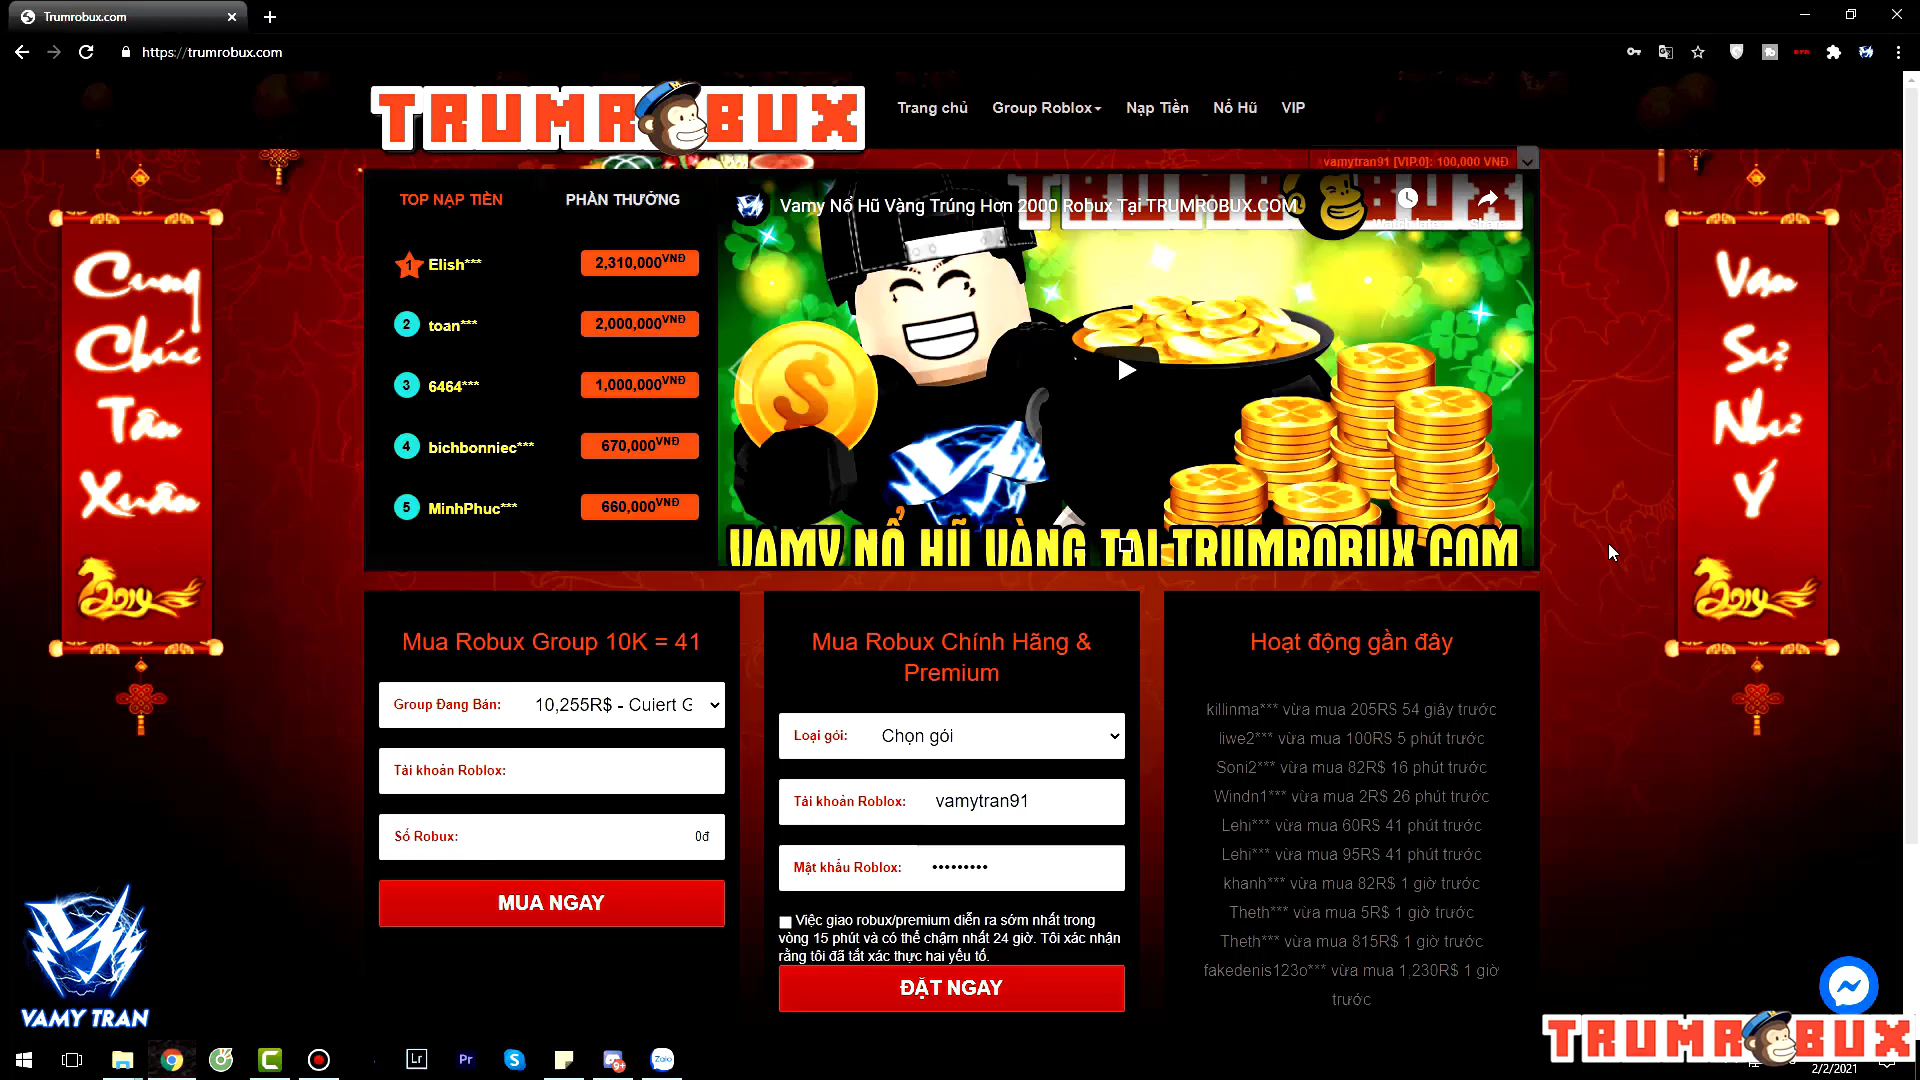 Trumrobux.com
https://trumrobux.com
TRUMROBUX
Trang chủ
Group Roblox
Nạp Tiền
Nổ Hũ
VIP
vamytran91 [VIP.0]: 100,000 VNĐ
Cung
Chúc
Tân
Xuân
2014
TOP NẠP TIỀN
PHẦN THƯỞNG
1 Elish*** 2,310,000VNĐ
2 toan*** 2,000,000VNĐ
3 6464*** 1,000,000VNĐ
4 bichbonniec*** 670,000VNĐ
5 MinhPhuc*** 660,000VNĐ
Vamy Nổ Hũ Vàng Trúng Hơn 2000 Robux Tại TRUMROBUX.COM
VAMY NỔ HŨ VÀNG TẠI TRUMROBUX.COM
Vạn
Sự
Như
Ý
2014
Mua Robux Group 10K = 41
Group Đang Bán: 10,255R$ - Cuiert G
Tài khoản Roblox:
Số Robux: 0đ
MUA NGAY
Mua Robux Chính Hãng &
Premium
Loại gói: Chọn gói
Tài khoản Roblox: vamytran91
Mật khẩu Roblox: •••••••••
Việc giao robux/premium diễn ra sớm nhất trong
vòng 15 phút và có thể chậm nhất 24 giờ. Tôi xác nhận
rằng tôi đã tắt xác thực hai yếu tố.
ĐẶT NGAY
Hoạt động gần đây
killinma*** vừa mua 205R$ 54 giây trước
liwe2*** vừa mua 100R$ 5 phút trước
Soni2*** vừa mua 82R$ 16 phút trước
Windn1*** vừa mua 2R$ 26 phút trước
Lehi*** vừa mua 60R$ 41 phút trước
Lehi*** vừa mua 95R$ 41 phút trước
khanh*** vừa mua 82R$ 1 giờ trước
Theth*** vừa mua 5R$ 1 giờ trước
Theth*** vừa mua 815R$ 1 giờ trước
fakedenis123o*** vừa mua 1,230R$ 1 giờ
trước
VAMY TRAN
TRUMROBUX
Lr
Pr
Zalo
2/2/2021